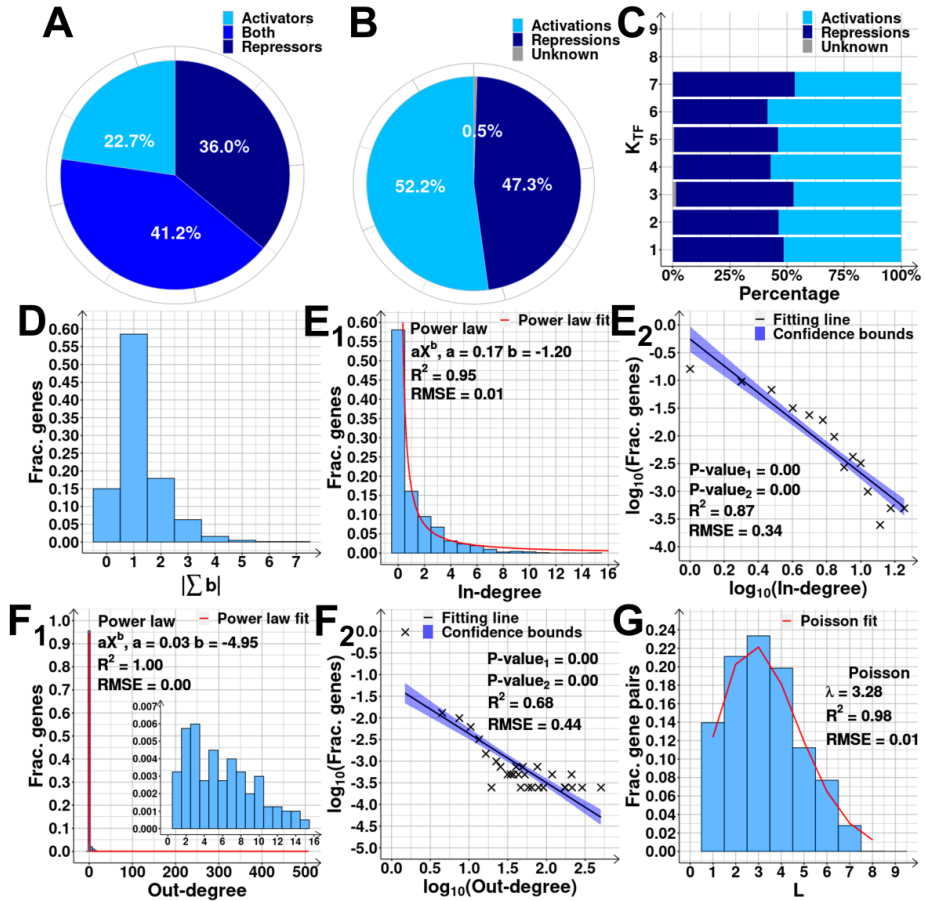 A
Activators
Both
Repressors
22.7%
36.0%
41.2%
B
Activations
Repressions
Unknown
0.5%
52.2%
47.3%
C
Activations
Repressions
Unknown
K_TF
9
8
7
6
5
4
3
2
1
0% 25% 50% 75% 100%
Percentage
D
Frac. genes
0.60
0.55
0.50
0.45
0.40
0.35
0.30
0.25
0.20
0.15
0.10
0.05
0.00
0 1 2 3 4 5 6 7
|∑ b|
E1
Power law
Power law fit
aX^b, a = 0.17 b = -1.20
R² = 0.95
RMSE = 0.01
Frac. genes
0.60
0.55
0.50
0.45
0.40
0.35
0.30
0.25
0.20
0.15
0.10
0.05
0.00
0 2 4 6 8 10 12 14 16
In-degree
E2
Fitting line
Confidence bounds
log10(Frac. genes)
0.0
-0.5
-1.0
-1.5
-2.0
-2.5
-3.0
-3.5
-4.0
P-value1 = 0.00
P-value2 = 0.00
R² = 0.87
RMSE = 0.34
0.0 0.2 0.4 0.6 0.8 1.0 1.2
log10(In-degree)
F1
Power law
Power law fit
aX^b, a = 0.03 b = -4.95
R² = 1.00
RMSE = 0.00
Frac. genes
1.0
0.9
0.8
0.7
0.6
0.5
0.4
0.3
0.2
0.1
0.0
0.007
0.006
0.004
0.005
0.003
0.002
0.001
0.000
2 4 6 8 10 12 14 16
0 100 200 300 400 500
Out-degree
F2
Fitting line
Confidence bounds
log10(Frac. genes)
0.0
-0.5
-1.0
-1.5
-2.0
-2.5
-3.0
-3.5
-4.0
-4.5
-5.0
P-value1 = 0.00
P-value2 = 0.00
R² = 0.68
RMSE = 0.44
0.0 0.5 1.0 1.5 2.0 2.5
log10(Out-degree)
G
Poisson fit
Poisson
λ = 3.28
R² = 0.98
RMSE = 0.01
Frac. gene pairs
0.24
0.22
0.20
0.18
0.16
0.14
0.12
0.10
0.08
0.06
0.04
0.02
0.00
1 2 3 4 5 6 7 8 9
L